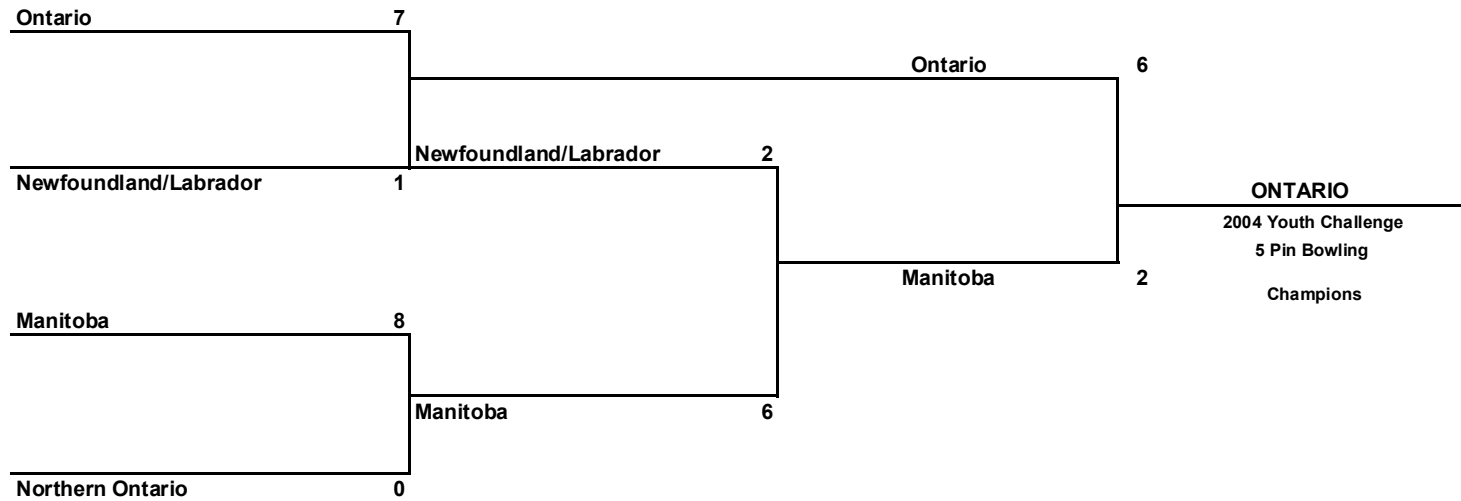 Ontario 7
Ontario 6
Newfoundland/Labrador 2
Newfoundland/Labrador 1
ONTARIO
2004 Youth Challenge
5 Pin Bowling
Manitoba 2
Champions
Manitoba 8
Manitoba 6
Northern Ontario 0